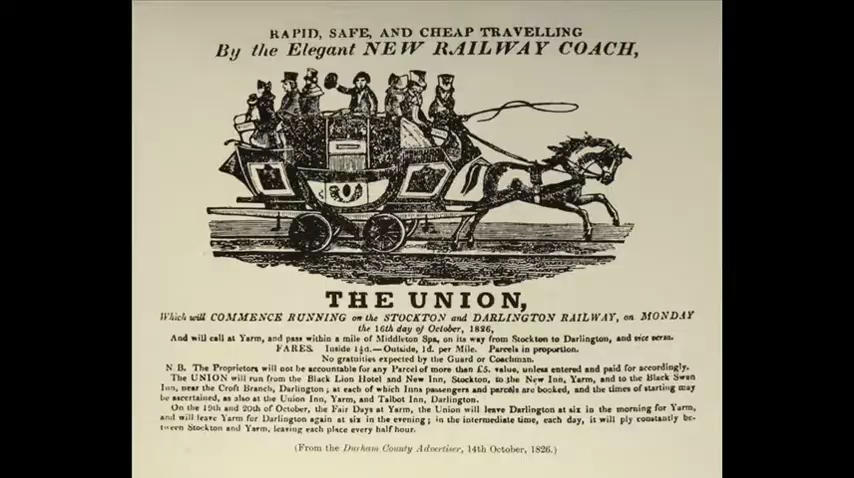 RAPID, SAFE, AND CHEAP TRAVELLING
By the Elegant NEW RAILWAY COACH,
THE UNION,
Which will COMMENCE RUNNING on the STOCKTON and DARLINGTON RAILWAY, on MONDAY
the 16th day of October, 1826,
And will call at Yarm, and pass within a mile of Middleton Spa, on its way from Stockton to Darlington, and vice versa.
FARES. Inside 1½d.—Outside, 1d. per Mile. Parcels in proportion.
No gratuities expected by the Guard or Coachman.
N.B. The Proprietors will not be accountable for any Parcel of more than £5. value, unless entered and paid for accordingly.
The UNION will run from the Black Lion Hotel and New Inn, Stockton, to the New Inn, Yarm, and to the Black Swan
Inn, near the Croft Branch, Darlington; at each of which Inns passengers and parcels are booked, and the times of starting may
be ascertained, as also at the Union Inn, Yarm, and Talbot Inn, Darlington.
On the 19th and 20th of October, the Fair Days at Yarm, the Union will leave Darlington at six in the morning for Yarm,
and will leave Yarm for Darlington again at six in the evening; in the intermediate time, each day, it will ply constantly be-
tween Stockton and Yarm, leaving each place every half hour.
(From the Durham County Advertiser, 14th October, 1826.)